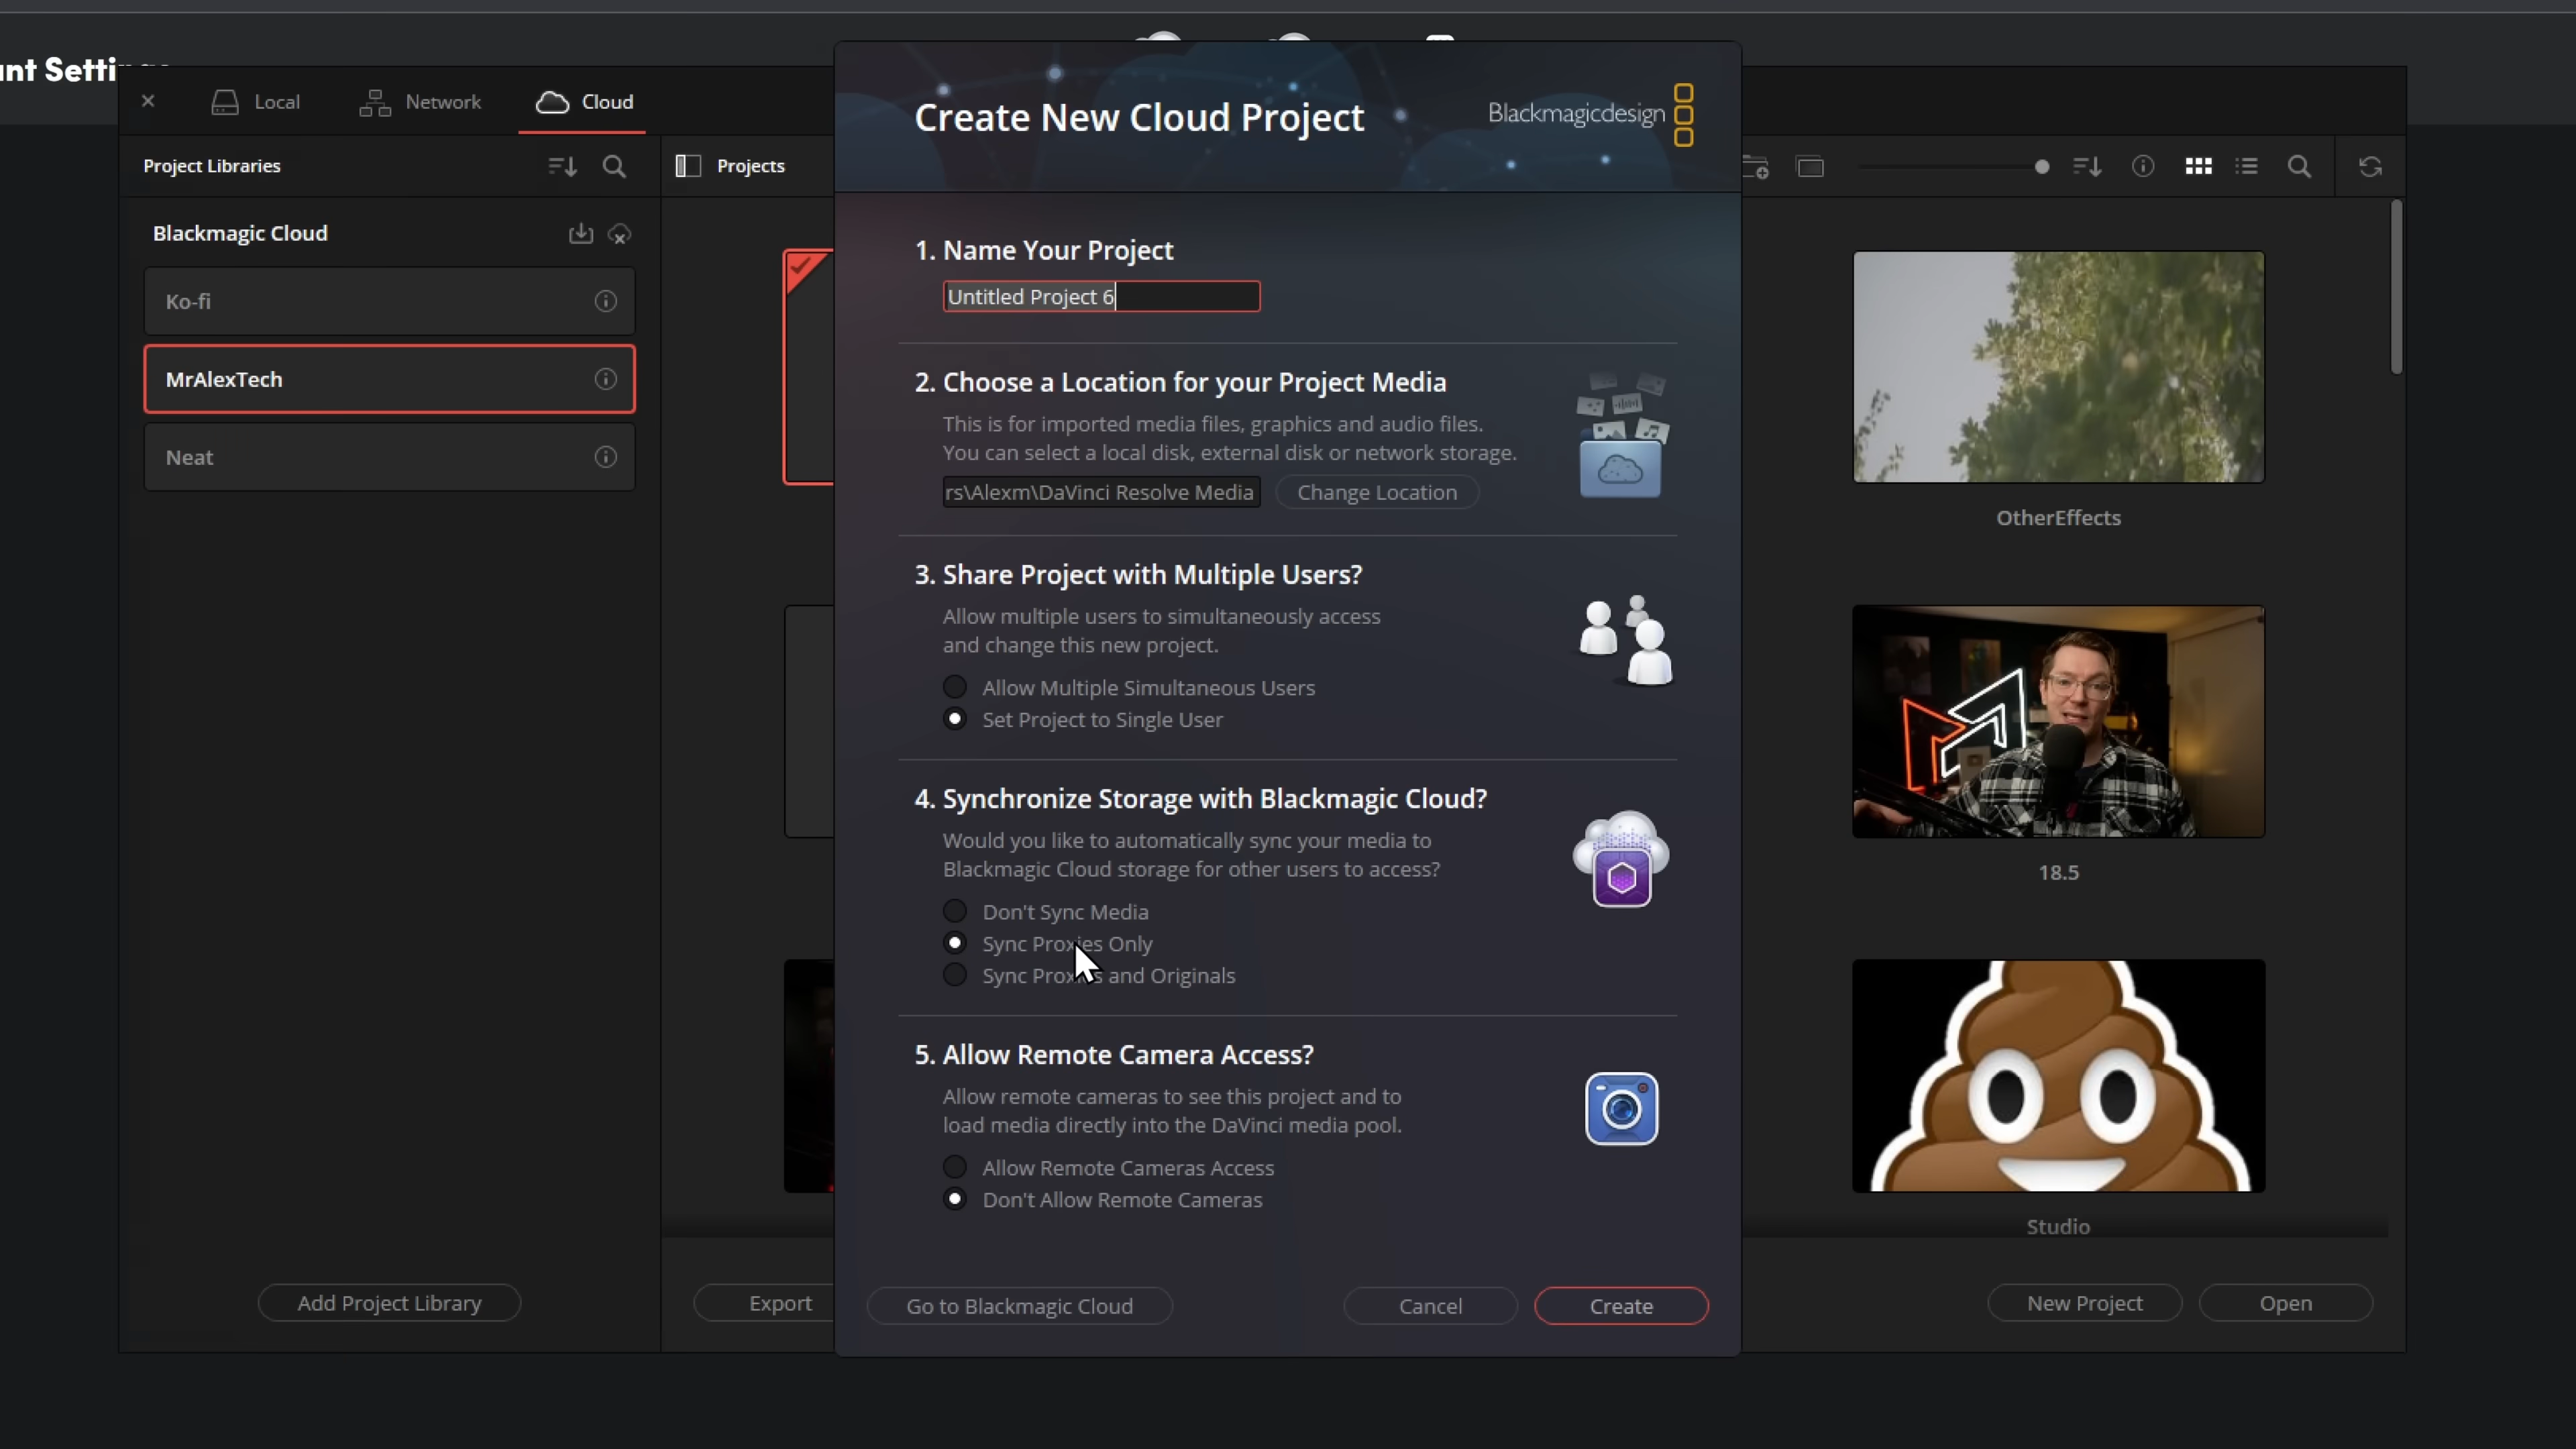 Local
Network
Cloud
Project Libraries
Blackmagic Cloud
Ko-fi
MrAlexTech
Neat
Add Project Library
Projects
Export
Create New Cloud Project
Blackmagicdesign
1. Name Your Project
Untitled Project 6
2. Choose a Location for your Project Media
This is for imported media files, graphics and audio files.
You can select a local disk, external disk or network storage.
rs\Alexm\DaVinci Resolve Media
Change Location
3. Share Project with Multiple Users?
Allow multiple users to simultaneously access
and change this new project.
Allow Multiple Simultaneous Users
Set Project to Single User
4. Synchronize Storage with Blackmagic Cloud?
Would you like to automatically sync your media to
Blackmagic Cloud storage for other users to access?
Don't Sync Media
Sync Proxies Only
Sync Proxies and Originals
5. Allow Remote Camera Access?
Allow remote cameras to see this project and to
load media directly into the DaVinci media pool.
Allow Remote Cameras Access
Don't Allow Remote Cameras
Go to Blackmagic Cloud
Cancel
Create
OtherEffects
18.5
Studio
New Project
Open